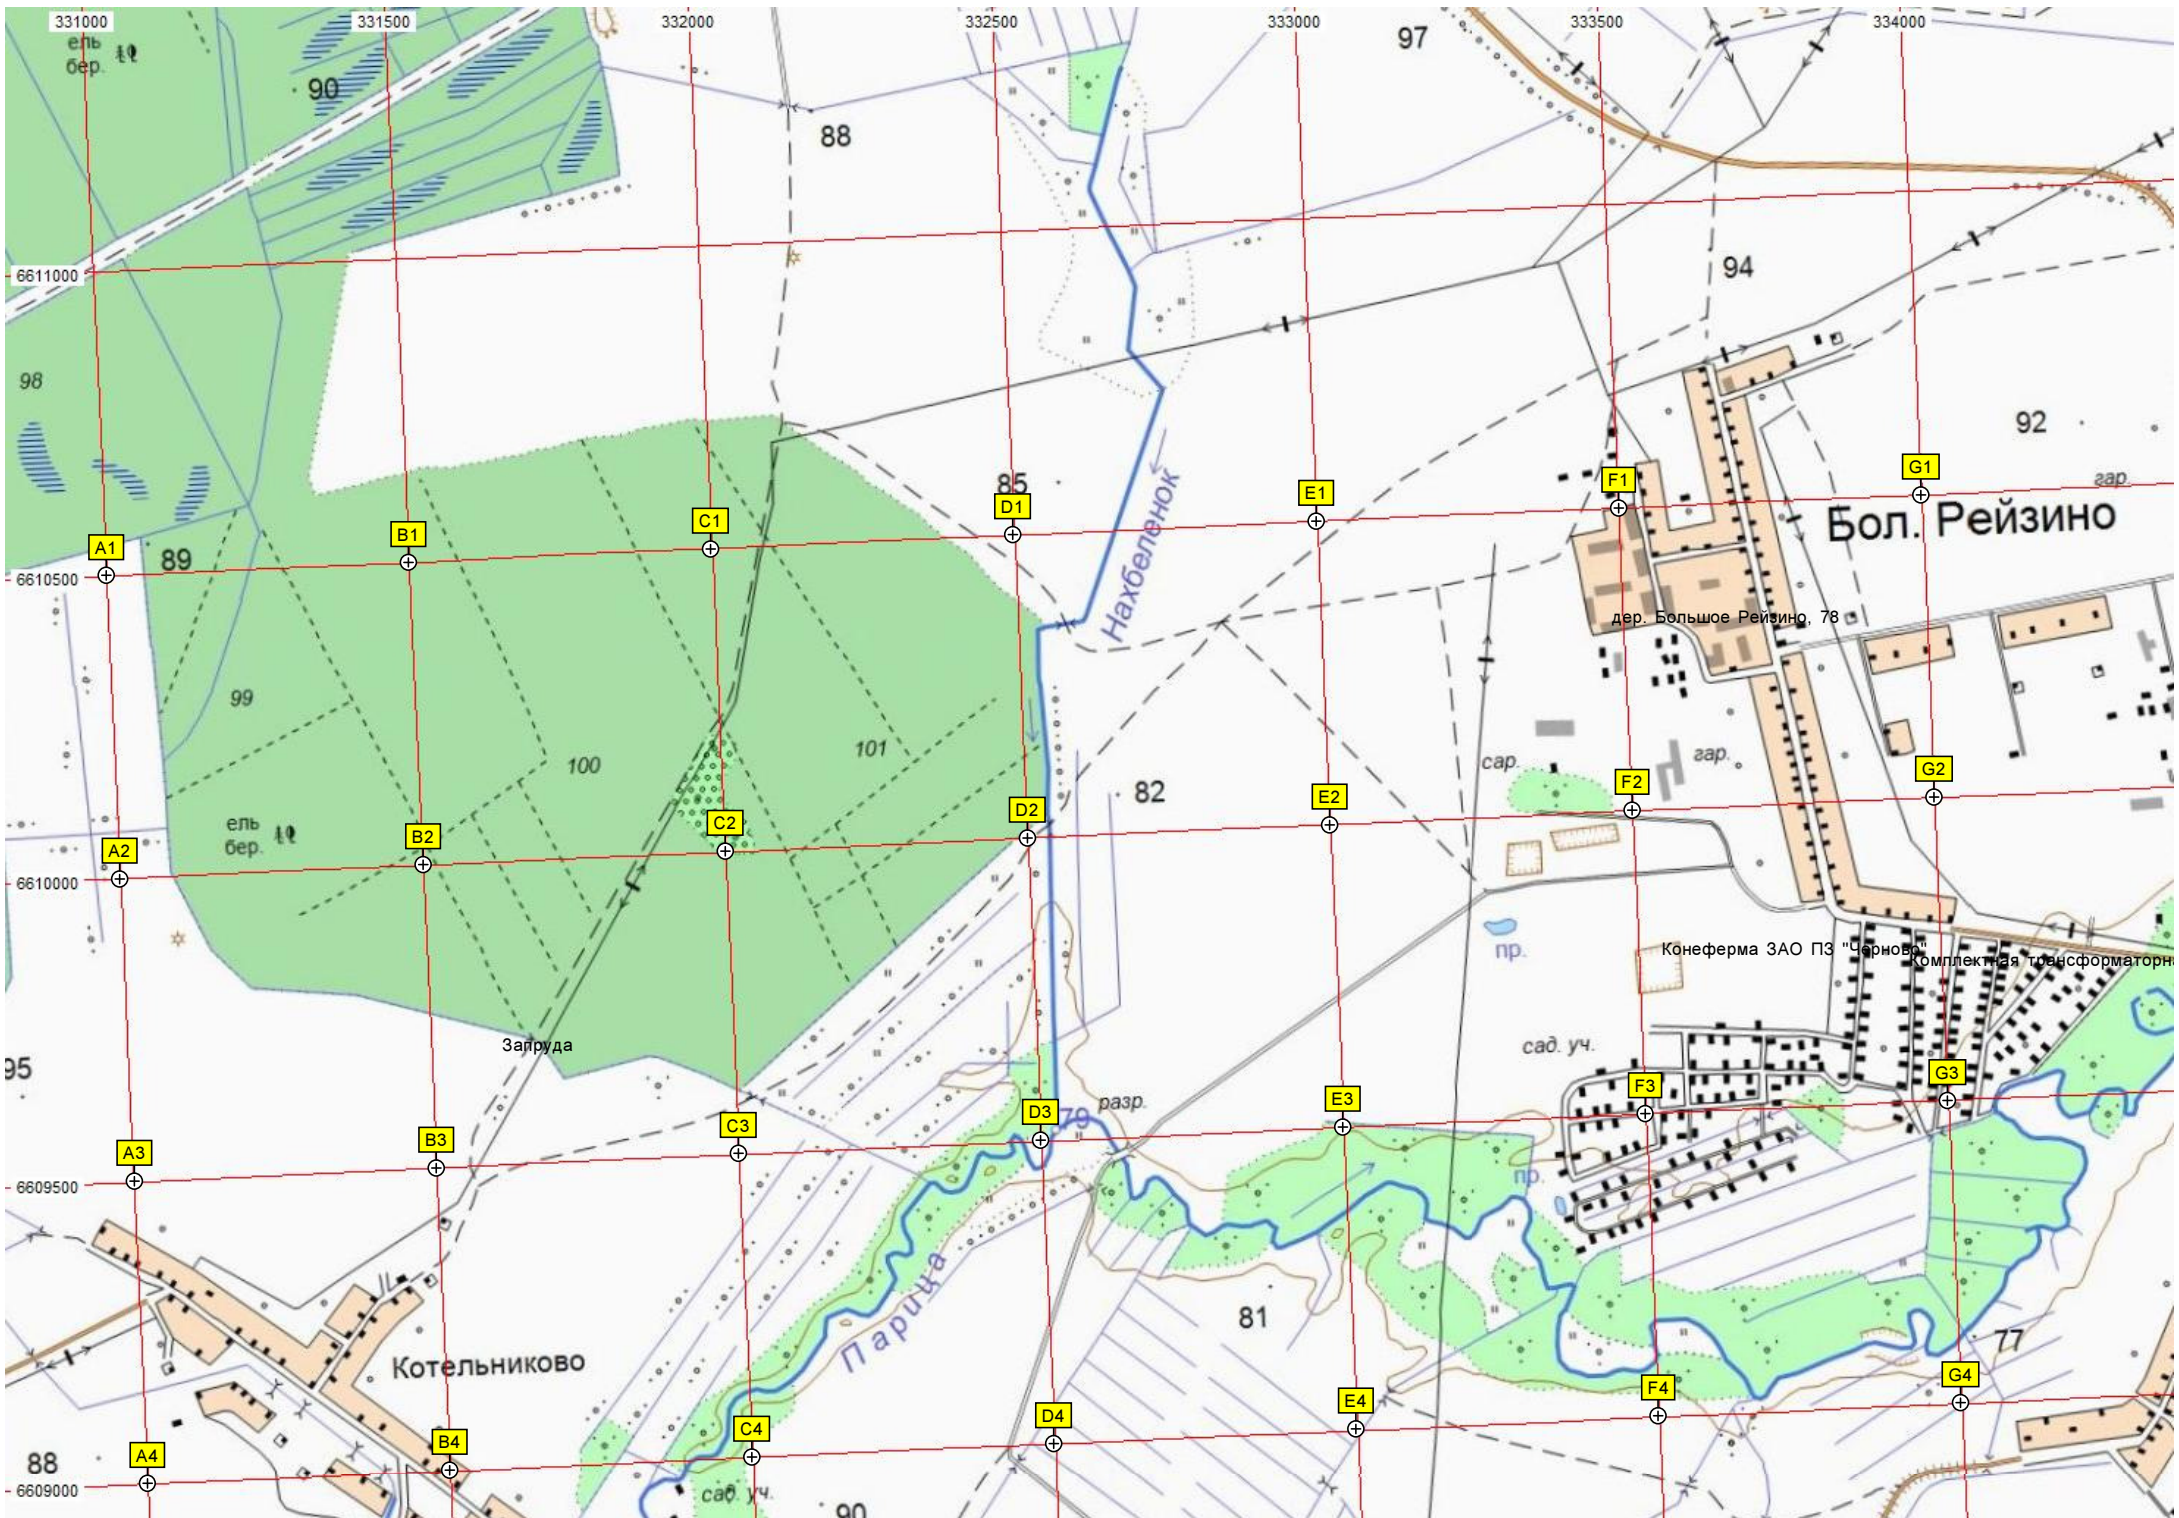 331000
331500
332000
332500
333000
333500
334000
ель
бер.
90
88
97
94
6611000
98
92
гар.
85
A1
B1
C1
D1
E1
F1
G1
Бол. Рейзино
89
6610500
Нахбеленок
дер. Большое Рейзино, 78
99
100
101
сар.
гар.
82
ель
бер.
A2
B2
C2
D2
E2
F2
G2
6610000
пр.
Конеферма ЗАО ПЗ "Черново"
Комплектная трансформаторн
Запруда
сад. уч.
95
79
разр.
A3
B3
C3
D3
E3
F3
G3
6609500
пр.
Парица
81
77
Котельниково
A4
B4
C4
D4
E4
F4
G4
88
6609000
сад. уч.
90